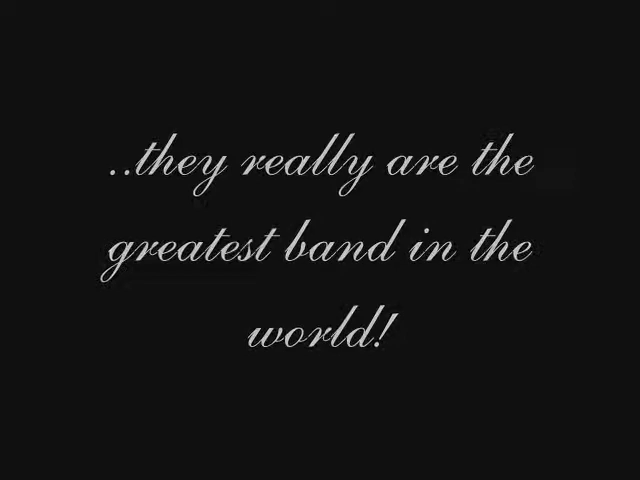 ..they really are the
greatest band in the
world!